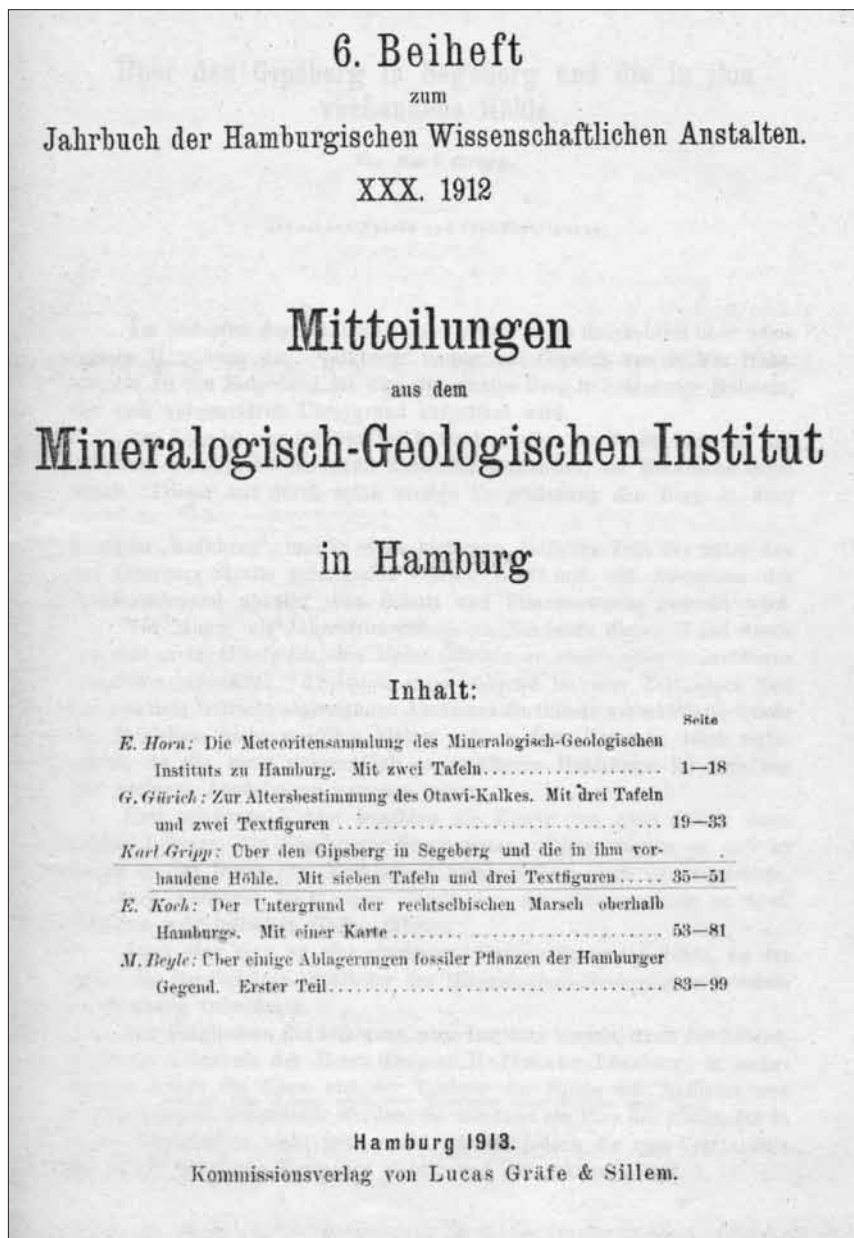 6. Beiheft
zum
Jahrbuch der Hamburgischen Wissenschaftlichen Anstalten.
XXX. 1912
Mitteilungen
aus dem
Mineralogisch-Geologischen Institut
in Hamburg
Inhalt:
Seite
E. Horn: Die Meteoritensammlung des Mineralogisch-Geologischen
Instituts zu Hamburg. Mit zwei Tafeln........................ 1—18
G. Gürich: Zur Altersbestimmung des Otawi-Kalkes. Mit drei Tafeln
und zwei Textfiguren ........................................ 19—33
Karl Gripp: Über den Gipsberg in Segeberg und die in ihm vor-
handene Höhle. Mit sieben Tafeln und drei Textfiguren ..... 35—51
E. Koch: Der Untergrund der rechtselbischen Marsch oberhalb
Hamburgs. Mit einer Karte ................................... 53—81
M. Beyle: Über einige Ablagerungen fossiler Pflanzen der Hamburger
Gegend. Erster Teil.......................................... 83—99
Hamburg 1913.
Kommissionsverlag von Lucas Gräfe & Sillem.